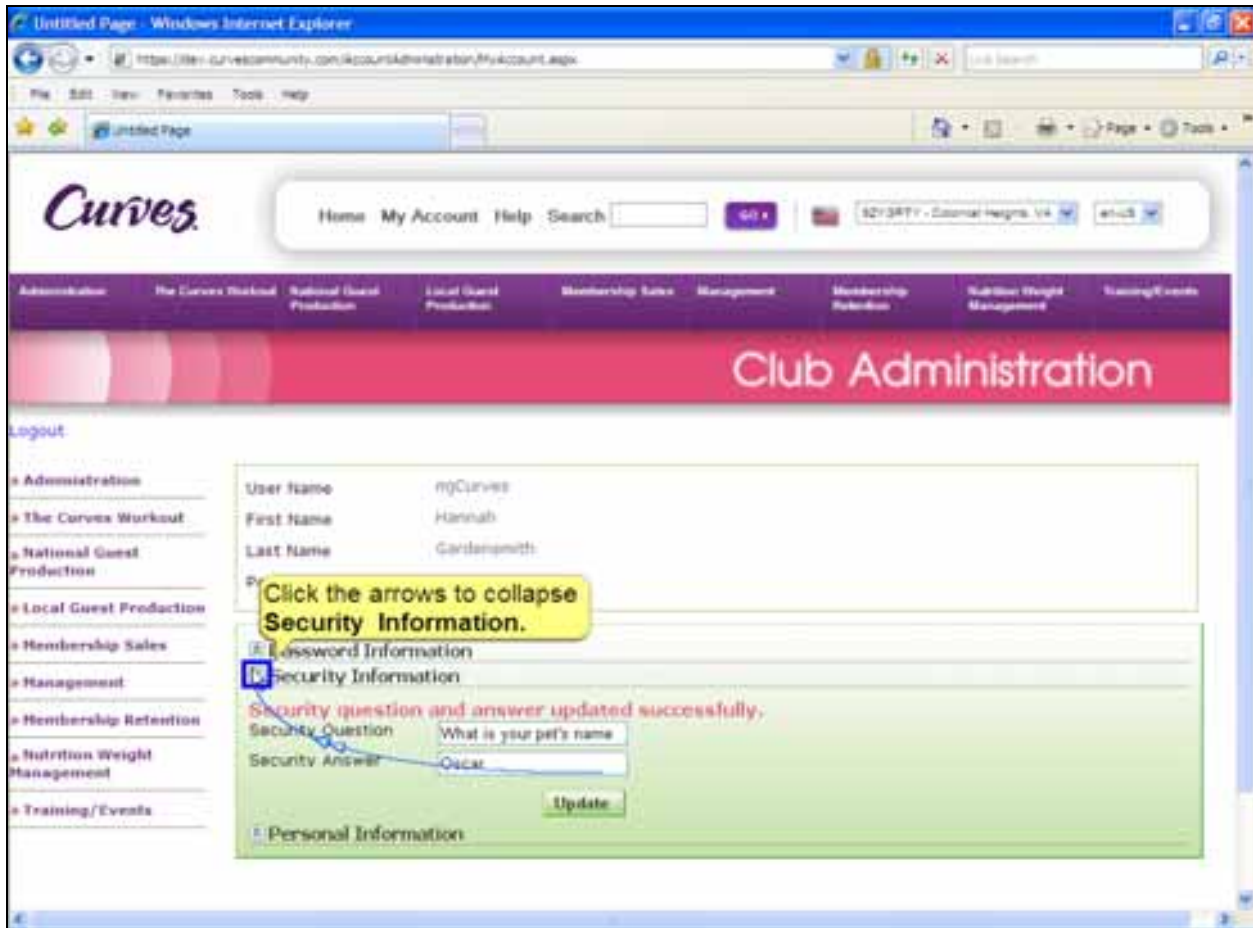 Untitled Page - Windows Internet Explorer
File Edit View Favorites Tools Help
Untitled Page
Page Tools
Curves
Home My Account Help Search GO en-US
Administration The Curves Workout National Guest Production Local Guest Production Membership Sales Management Membership Retention Nutrition Weight Management Training/Events
Club Administration
Logout
Administration
The Curves Workout
National Guest
Production
Local Guest Production
Membership Sales
Management
Membership Retention
Nutrition Weight
Management
Training/Events
User Name mgCurves
First Name Hannah
Last Name Gardensmith
Click the arrows to collapse
Security Information.
Password Information
Security Information
Security question and answer updated successfully.
Security Question What is your pet's name
Security Answer Oscar
Update
Personal Information